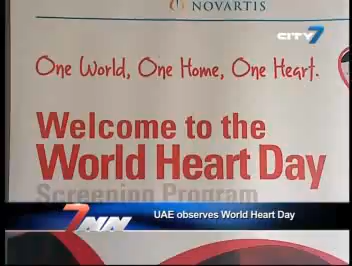 NOVARTIS
CITY7
One World, One Home, One Heart.
Welcome to the
World Heart Day
Screening Program
7NN
UAE observes World Heart Day